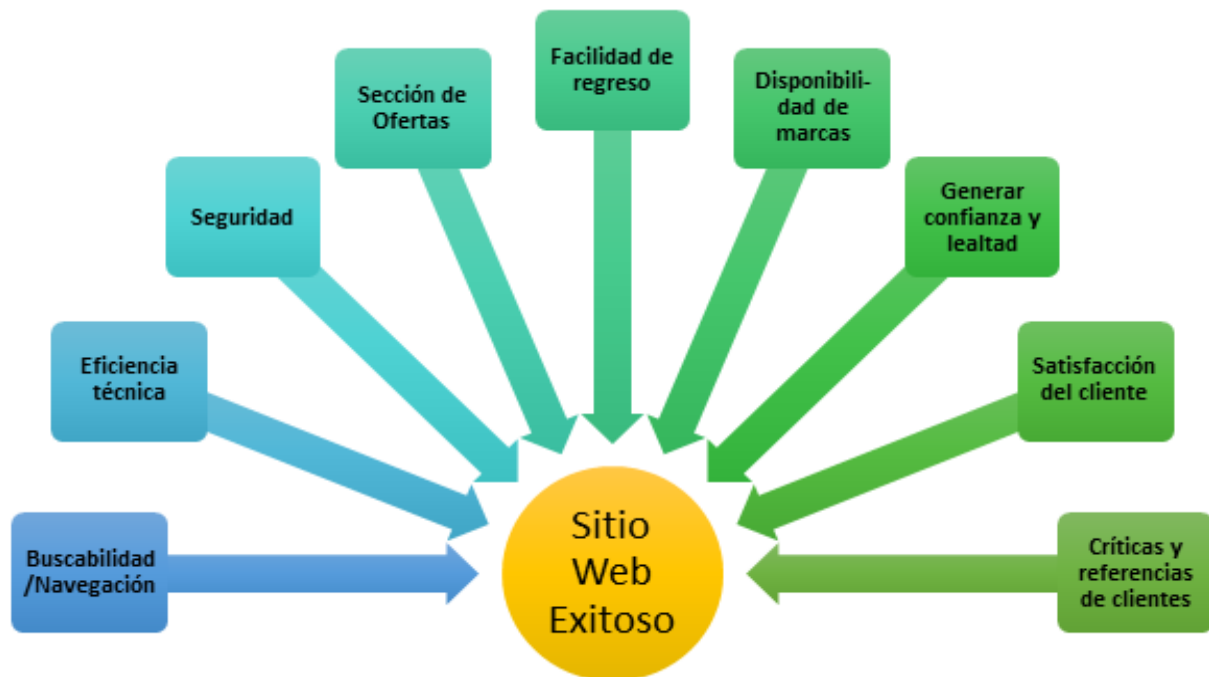 Facilidad de
regreso
Sección de
Ofertas
Disponibili-
dad de
marcas
Seguridad
Generar
confianza y
lealtad
Eficiencia
técnica
Satisfacción
del cliente
Buscabilidad
/Navegación
Sitio
Web
Exitoso
Críticas y
referencias
de clientes